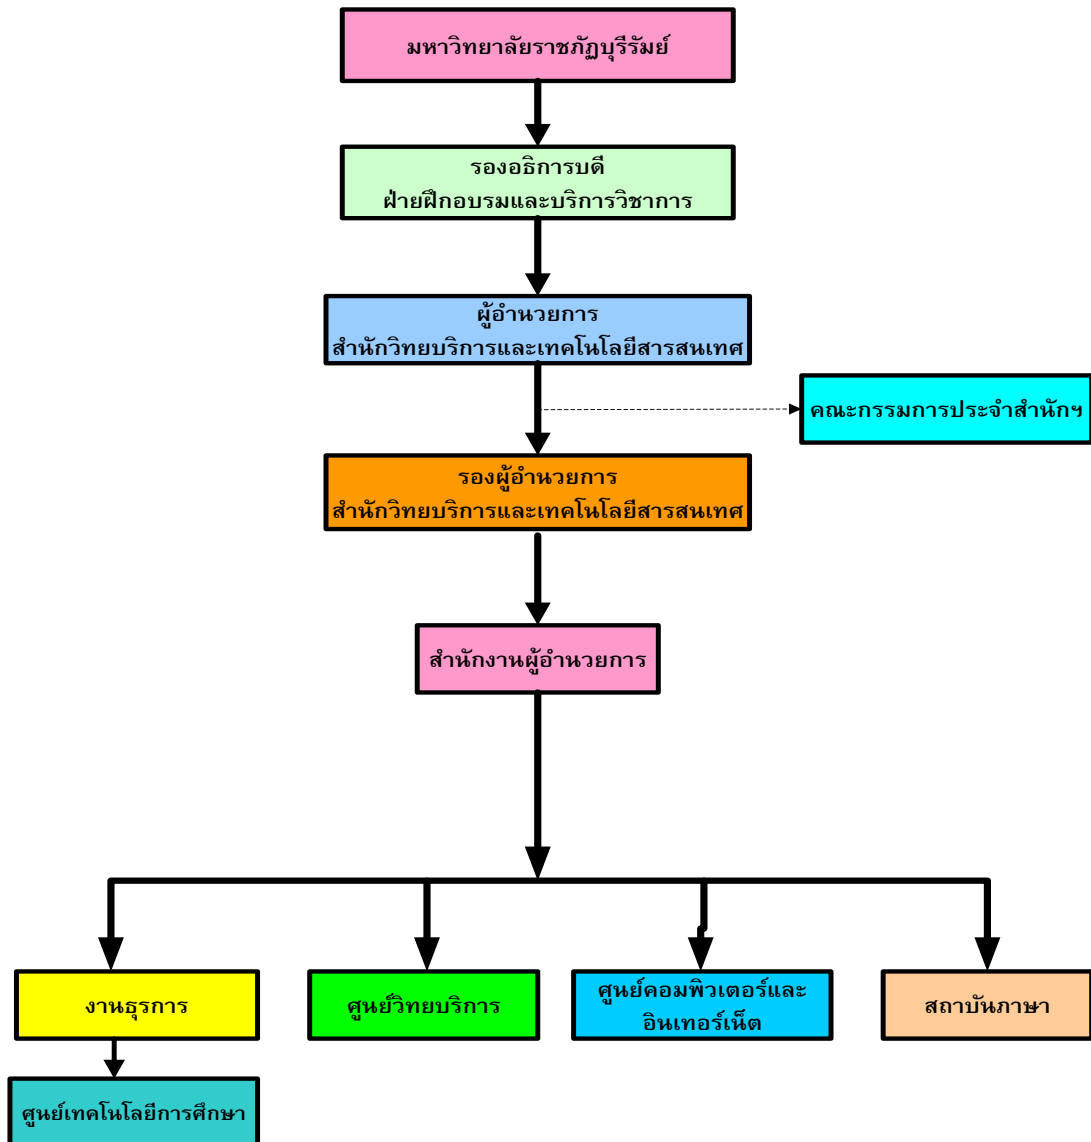 มหาวิทยาลัยราชภัฏบุรีรัมย์
รองอธิการบดี
ฝ่ายฝึกอบรมและบริการวิชาการ
ผู้อำนวยการ
สำนักวิทยบริการและเทคโนโลยีสารสนเทศ
คณะกรรมการประจำสำนักฯ
รองผู้อำนวยการ
สำนักวิทยบริการและเทคโนโลยีสารสนเทศ
สำนักงานผู้อำนวยการ
งานธุรการ
ศูนย์วิทยบริการ
ศูนย์คอมพิวเตอร์และ
อินเทอร์เน็ต
สถาบันภาษา
ศูนย์เทคโนโลยีการศึกษา